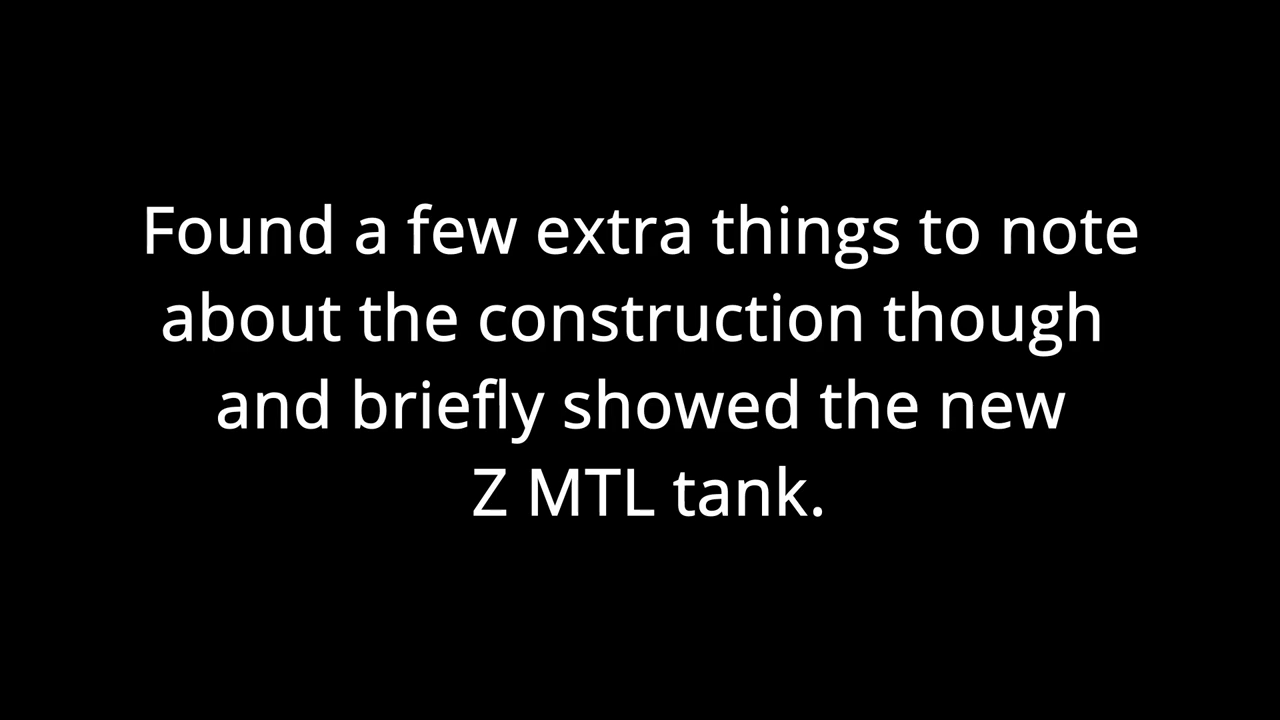 Found a few extra things to note
about the construction though
and briefly showed the new
Z MTL tank.